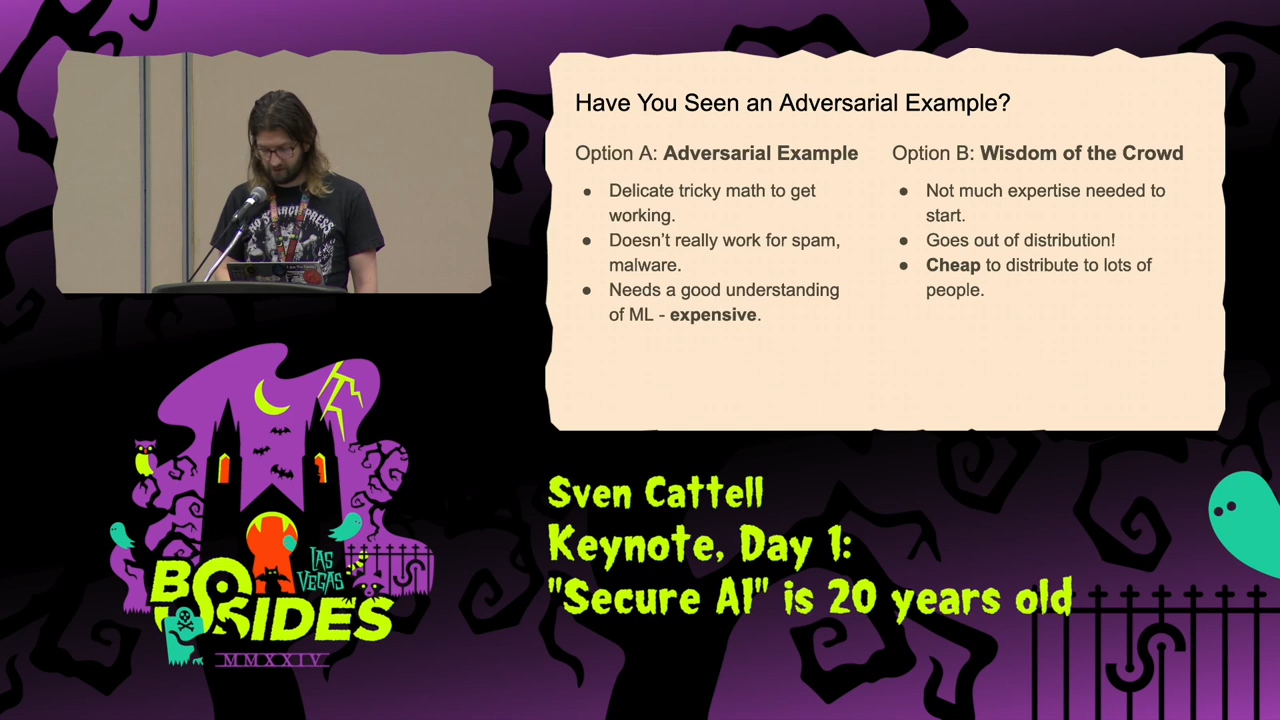 Have You Seen an Adversarial Example?
Option A: Adversarial Example
● Delicate tricky math to get
working.
● Doesn't really work for spam,
malware.
● Needs a good understanding
of ML - expensive.
Option B: Wisdom of the Crowd
● Not much expertise needed to
start.
● Goes out of distribution!
● Cheap to distribute to lots of
people.
Sven Cattell
Keynote, Day 1:
"Secure AI" is 20 years old
BSIDES
LAS
VEGAS
MMXXIV